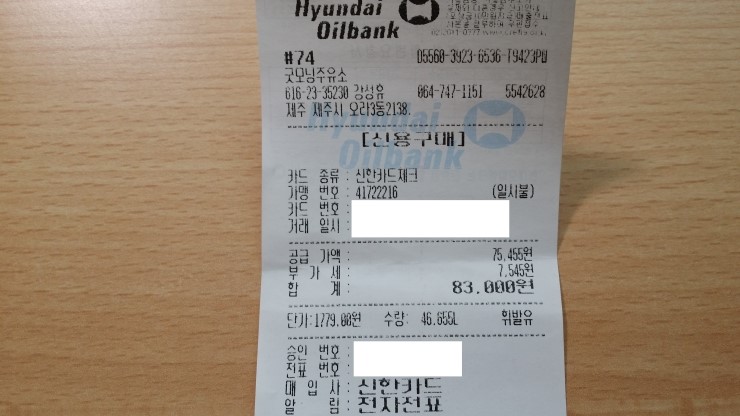 Hyundai
Oilbank
#74 D5560-3923-6536-T9423PW
굿모닝주유소
616-23-35230 강성유 064-747-1151 5542628
제주 제주시 오라3동2138
Hyundai
Oilbank
[신용구매]
카드 종류 : 신한카드체크
가맹 번호 : 41722216 (일시불)
카드 번호 :
거래 일시 :
공급 가액 : 75,455원
부 가 세 : 7,545원
합 계 : 83,000원
단가:1779.00원 수량: 46.655L 휘발유
승인 번호 :
전표 번호 :
매 입 사 : 신한카드
알 림 : 전자전표